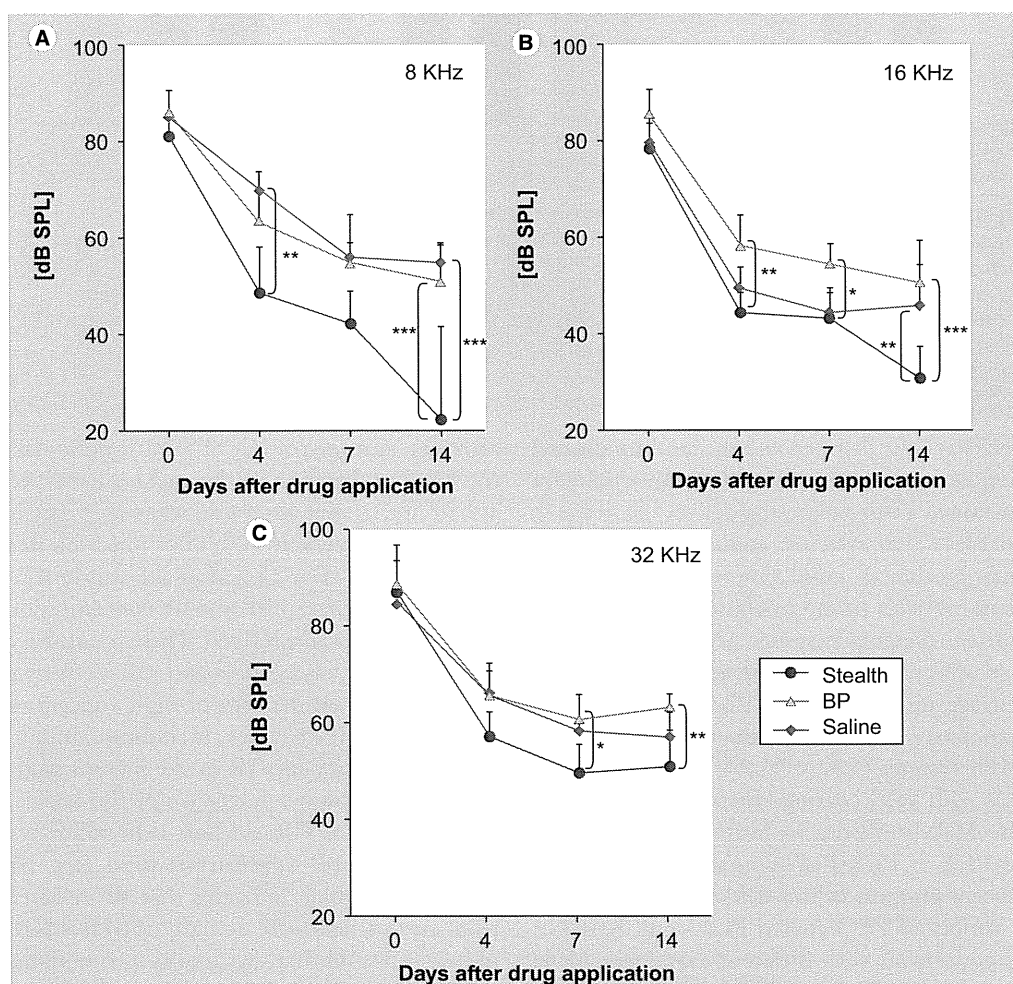 A
8 KHz
100
80
60
40
20
[dB SPL]
**
***
***
0 4 7 14
Days after drug application
B
16 KHz
100
80
60
40
20
[dB SPL]
**
*
**
***
0 4 7 14
Days after drug application
C
32 KHz
100
80
60
40
20
[dB SPL]
*
**
0 4 7 14
Days after drug application
Stealth
BP
Saline